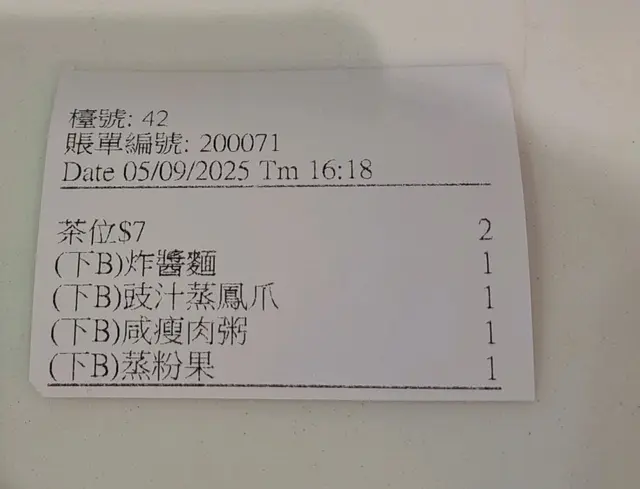 檯號: 42
賬單編號: 200071
Date 05/09/2025 Tm 16:18
茶位$7 2
(下B)炸醬麵 1
(下B)豉汁蒸鳳爪 1
(下B)咸瘦肉粥 1
(下B)蒸粉果 1